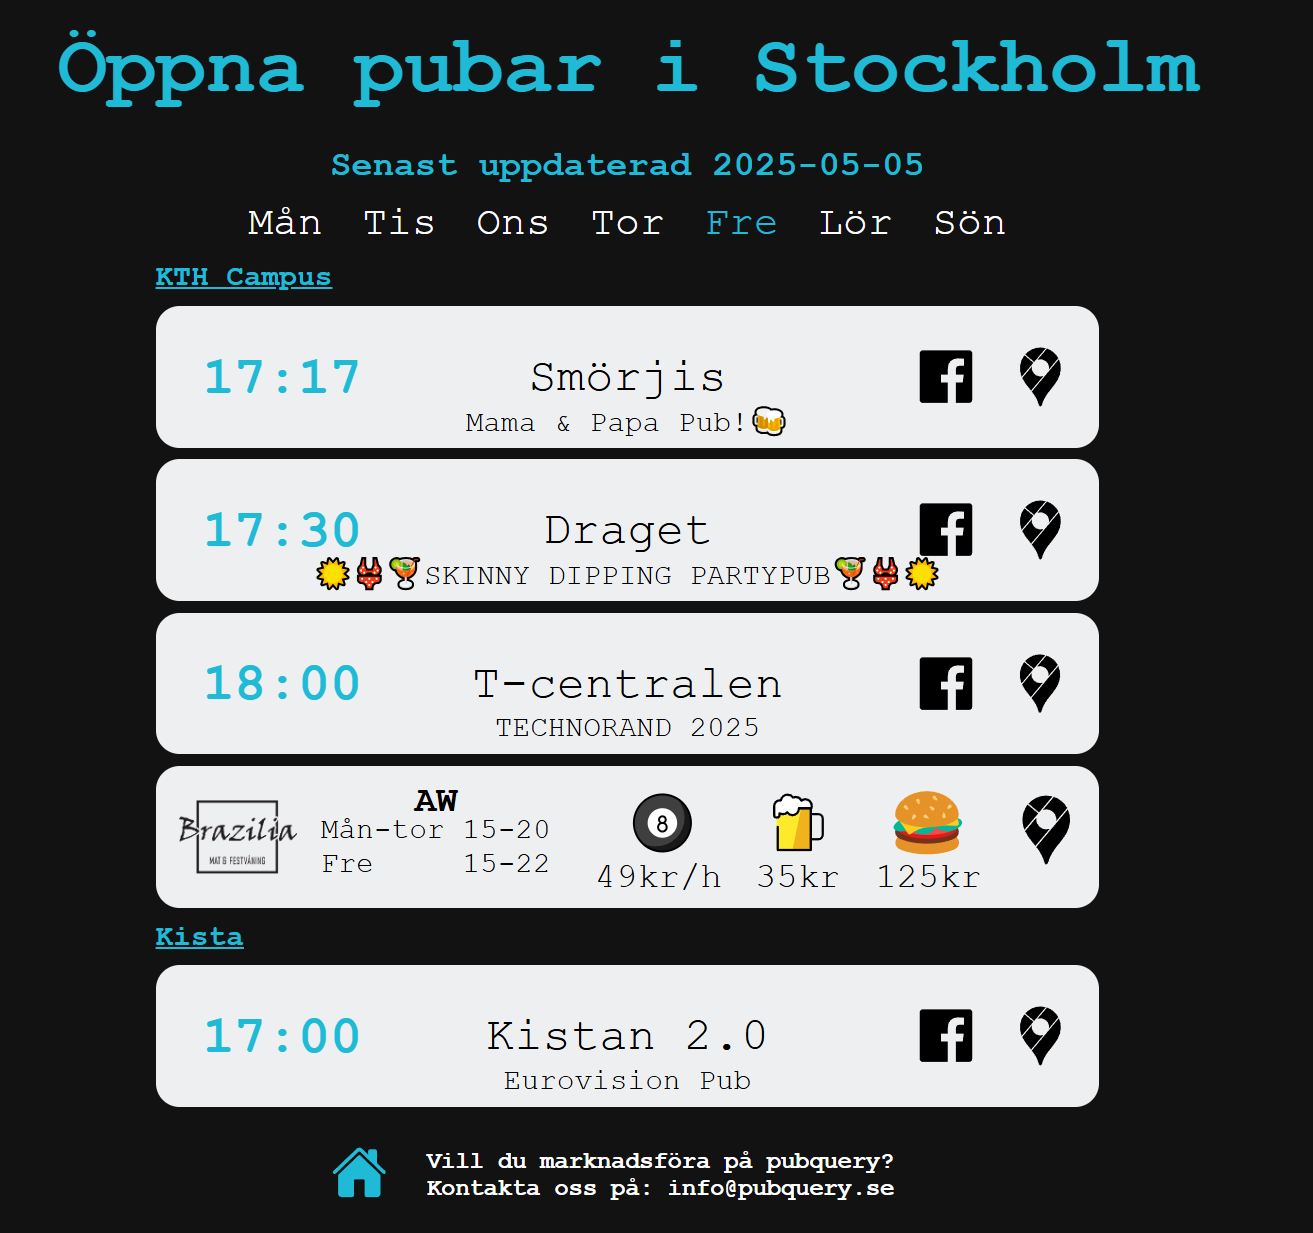 Öppna pubar i Stockholm
Senast uppdaterad 2025-05-05
Mån Tis Ons Tor Fre Lör Sön
KTH Campus
17:17 Smörjis
Mama & Papa Pub!🍻
17:30 Draget
☀️👙🍹SKINNY DIPPING PARTYPUB🍹👙☀️
18:00 T-centralen
TECHNORAND 2025
Brazilia
MAT & FESTVÅNING
AW
Mån-tor 15-20
Fre 15-22
8
49kr/h 35kr 125kr
Kista
17:00 Kistan 2.0
Eurovision Pub
Vill du marknadsföra på pubquery?
Kontakta oss på: info@pubquery.se